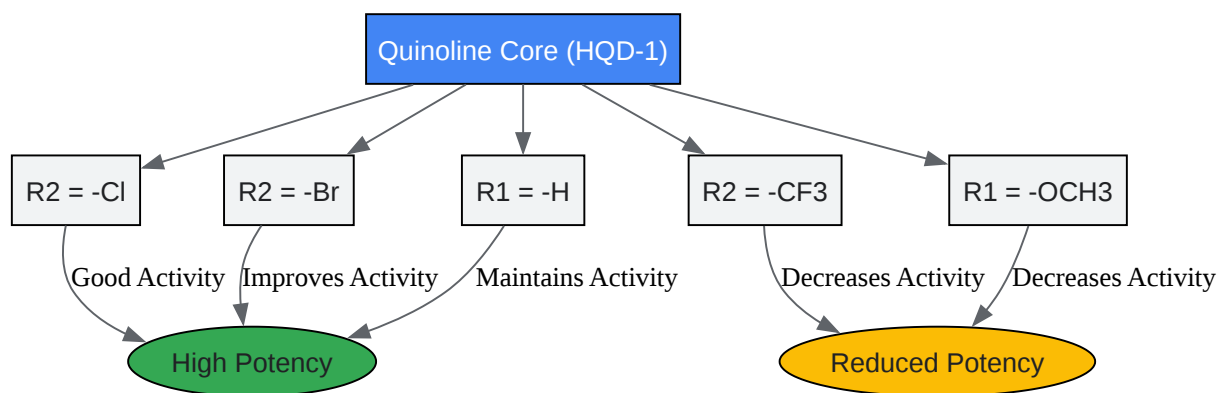 Quinoline Core (HQD-1)
R2 = -Cl
R2 = -Br
R1 = -H
R2 = -CF3
R1 = -OCH3
Good Activity
Improves Activity
Maintains Activity
Decreases Activity
Decreases Activity
High Potency
Reduced Potency